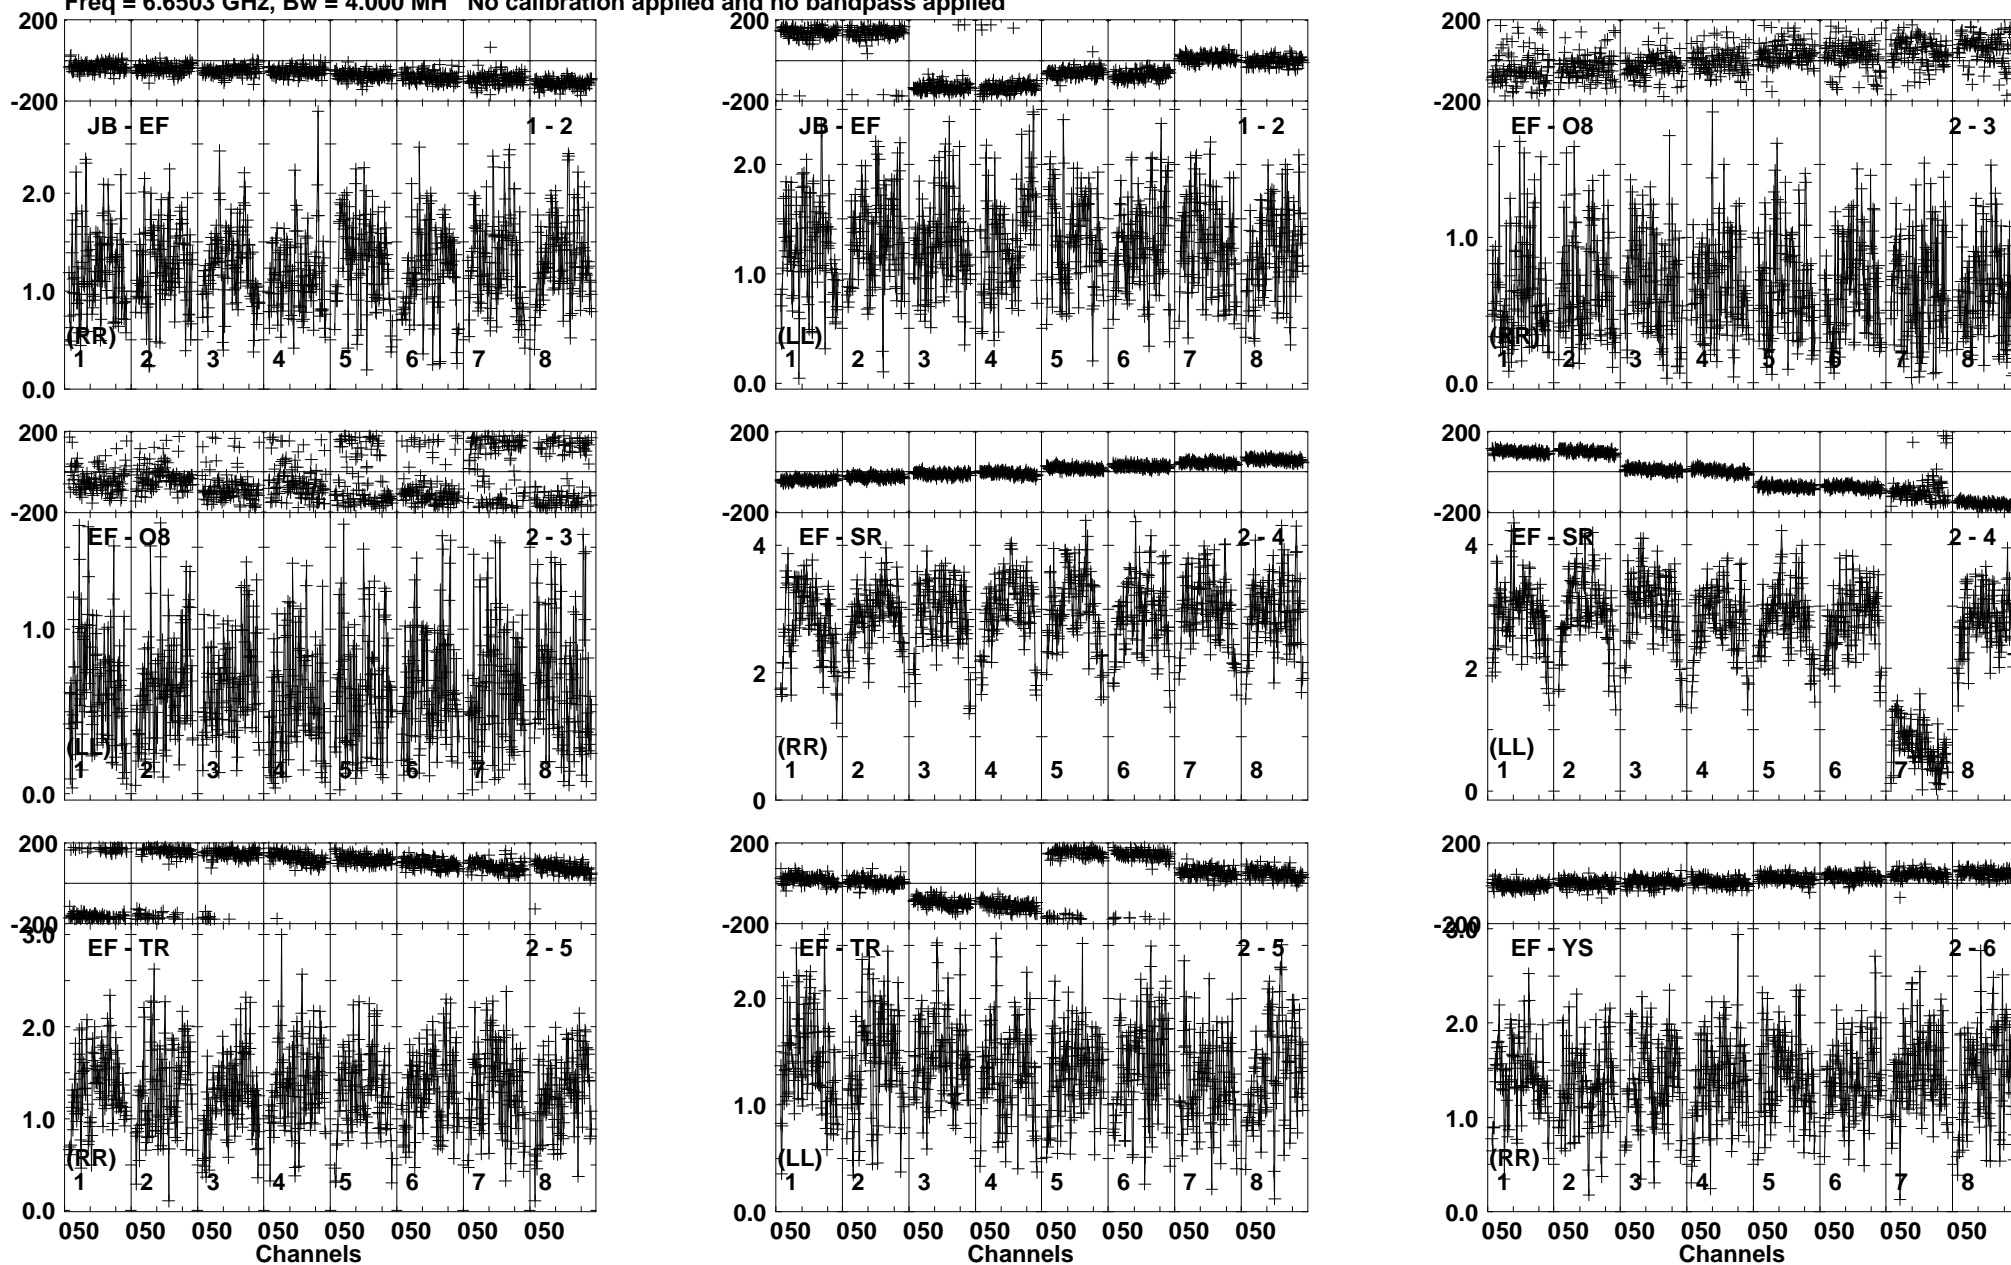 Freq = 6.6503 GHz, Bw = 4.000 MH No calibration applied and no bandpass applied
200
-200
JB - EF 1 - 2
2.0
1.0
(RR)
1 2 3 4 5 6 7 8
0.0
200
-200
JB - EF 1 - 2
2.0
1.0
(LL)
1 2 3 4 5 6 7 8
0.0
200
-200
EF - O8 2 - 3
1.0
(RR)
1 2 3 4 5 6 7 8
0.0
200
-200
EF - O8 2 - 3
1.0
(LL)
1 2 3 4 5 6 7 8
0.0
200
-200
EF - SR 2 - 4
4
2
(RR)
1 2 3 4 5 6 7 8
0
200
-200
EF - SR 2 - 4
4
2
(LL)
1 2 3 4 5 6 7 8
0
200
-200
3.0
EF - TR 2 - 5
2.0
1.0
(RR)
1 2 3 4 5 6 7 8
0.0
050 050 050 050 050 050 050 050
Channels
200
-200
EF - TR 2 - 5
2.0
1.0
(LL)
1 2 3 4 5 6 7 8
0.0
050 050 050 050 050 050 050 050
200
-200
3.0
EF - YS 2 - 6
2.0
1.0
(RR)
1 2 3 4 5 6 7 8
0.0
050 050 050 050 050 050 050 050
Channels